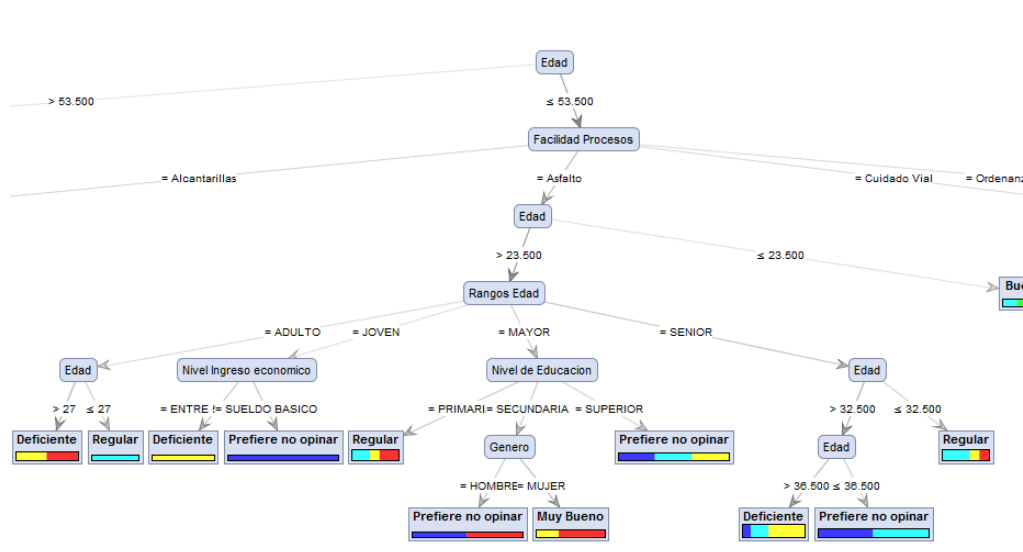 Edad
> 53.500
≤ 53.500
Facilidad Procesos
= Alcantarillas
= Asfalto
= Cuidado Vial
= Ordenanz
Edad
> 23.500
≤ 23.500
Rangos Edad
Bue
= ADULTO
= JOVEN
= MAYOR
= SENIOR
Edad
Nivel Ingreso economico
Nivel de Educacion
Edad
> 27
≤ 27
= ENTRE
= SUELDO BASICO
= PRIMARI
= SECUNDARIA
= SUPERIOR
> 32.500
≤ 32.500
Deficiente
Regular
Deficiente
Prefiere no opinar
Regular
Genero
Prefiere no opinar
Edad
Regular
= HOMBRE
= MUJER
> 36.500
≤ 36.500
Prefiere no opinar
Muy Bueno
Deficiente
Prefiere no opinar